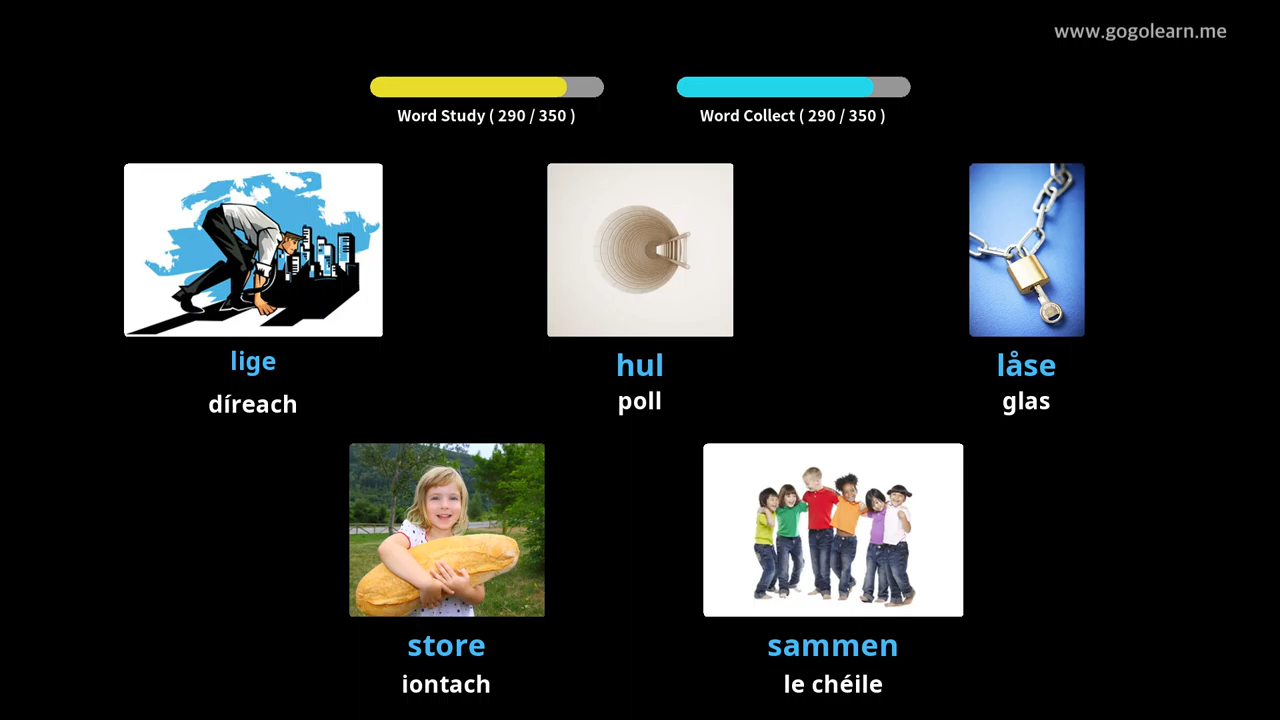 www.gogolearn.me
Word Study ( 290 / 350 )
Word Collect ( 290 / 350 )
lige
díreach
hul
poll
låse
glas
store
iontach
sammen
le chéile